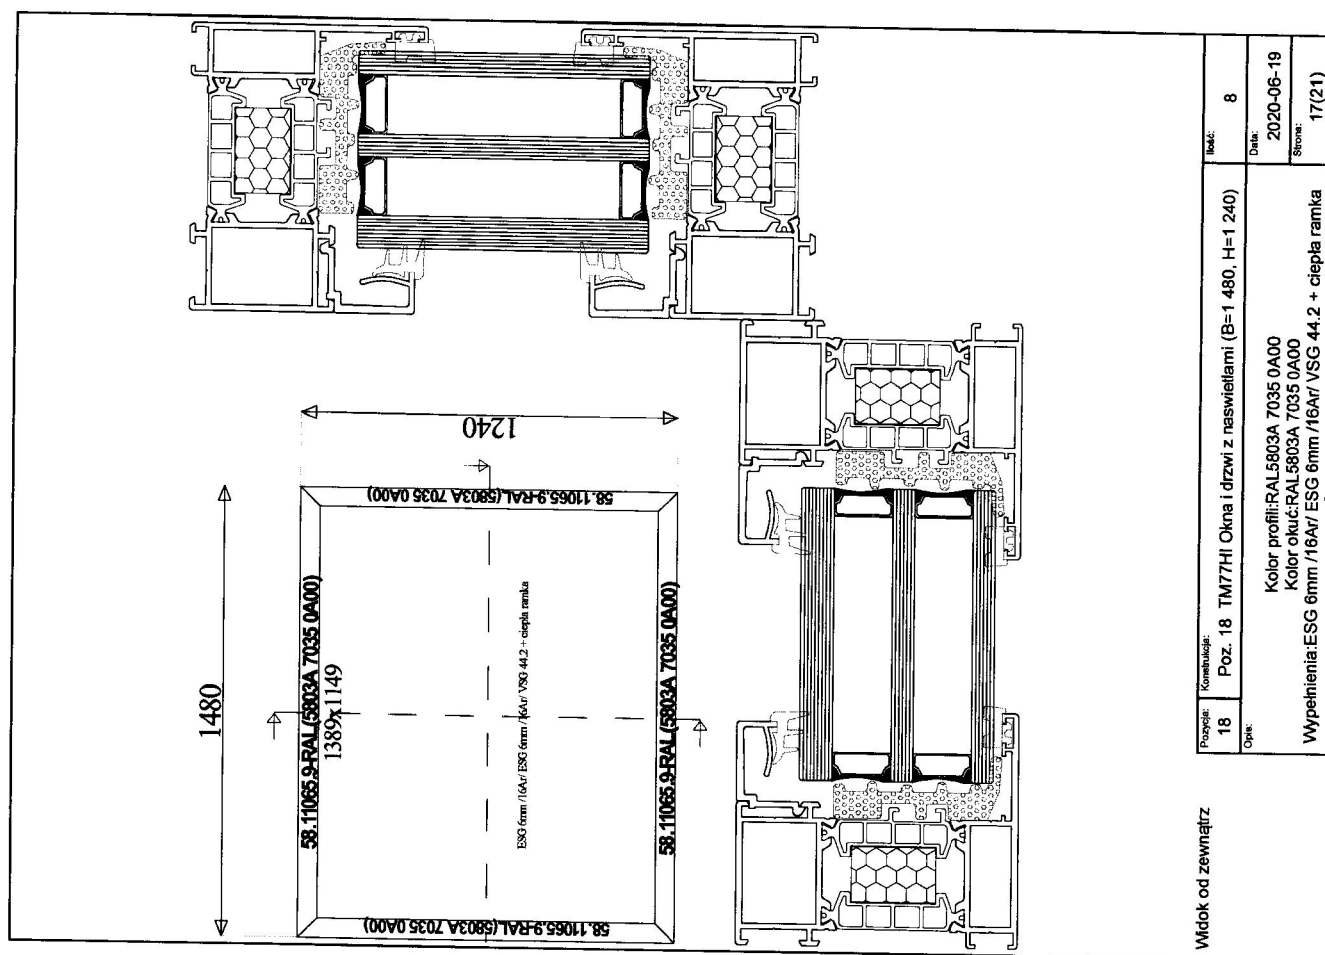 1240
58.11065.9-RAL(5803A 7035 0A00)
1480
58.11065.9-RAL(5803A 7035 0A00)
1389x1149
ESG 6mm /16Ar/ ESG 6mm /16Ar/ VSG 44.2 + ciepła ramka
58.11065.9-RAL(5803A 7035 0A00)
58.11065.9-RAL(5803A 7035 0A00)
Widok od zewnątrz
Pozycja:
18
Konstrukcja:
Poz. 18 TM77HI Okna i drzwi z naswietlami (B=1 480, H=1 240)
Ilość:
8
Opis:
Kolor profili:RAL5803A 7035 0A00
Kolor okuć:RAL5803A 7035 0A00
Wypełnienia:ESG 6mm /16Ar/ ESG 6mm /16Ar/ VSG 44.2 + ciepła ramka
Data:
2020-06-19
Strona:
17(21)